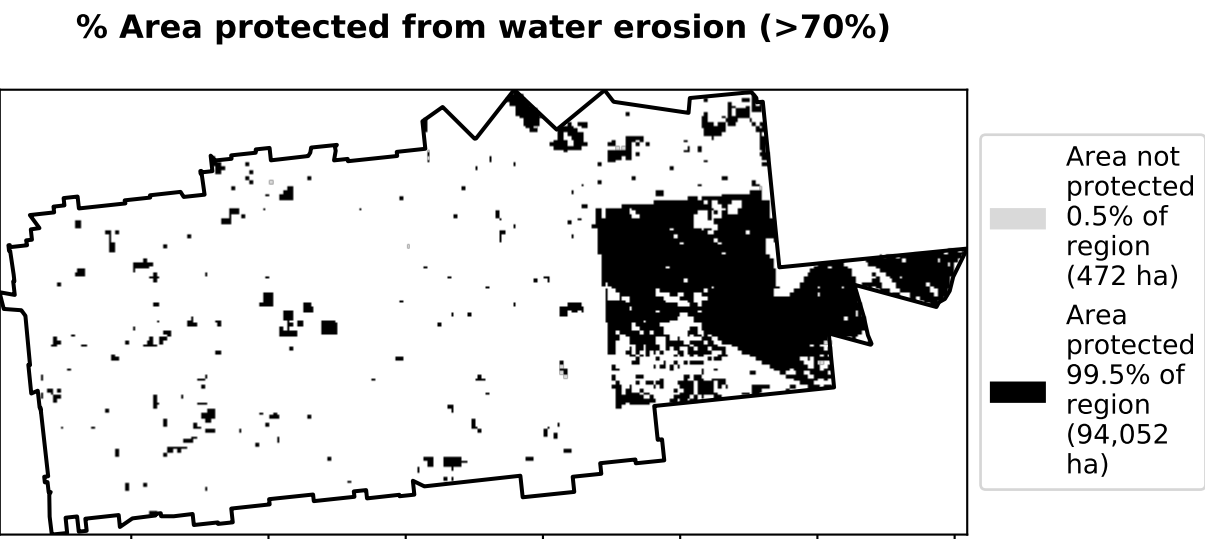 % Area protected from water erosion (>70%)
Area not
protected
0.5% of
region
(472 ha)
Area
protected
99.5% of
region
(94,052
ha)